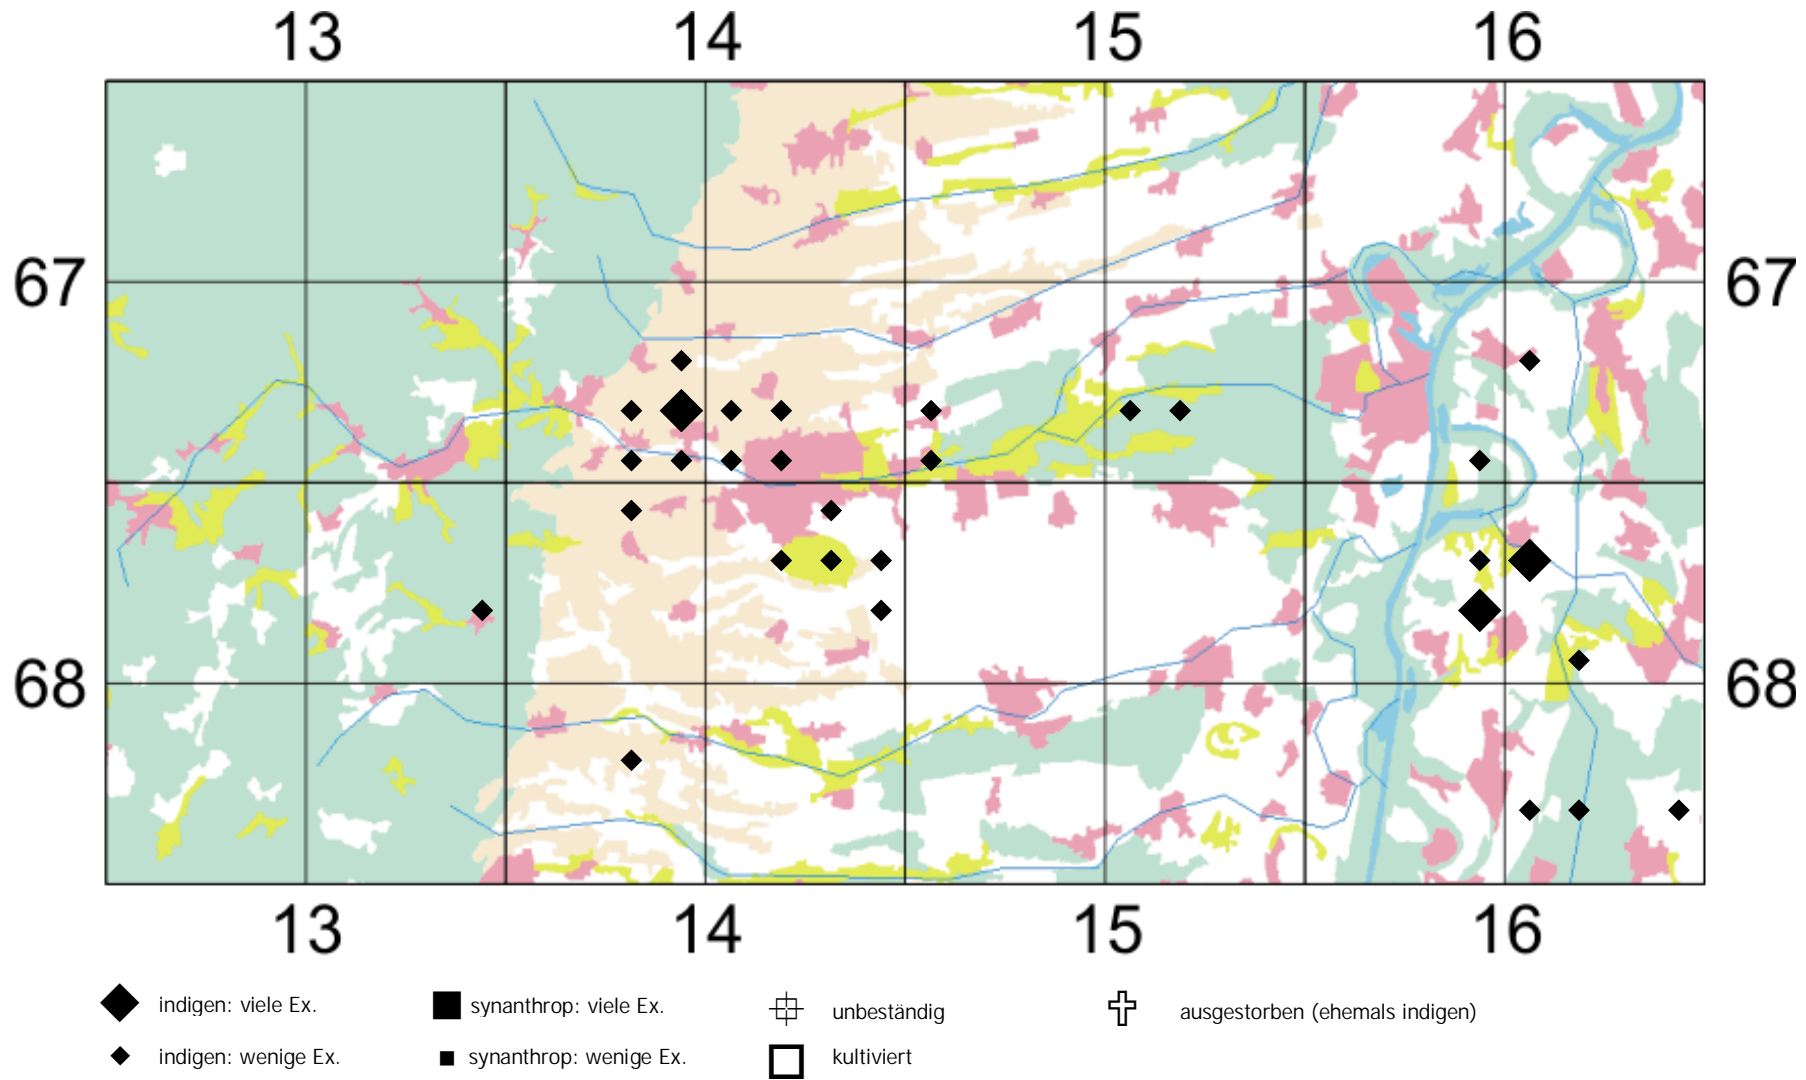 13 14 15 16
67 67
68 68
13 14 15 16
indigen: viele Ex. synanthrop: viele Ex. unbeständig ausgestorben (ehemals indigen)
indigen: wenige Ex. synanthrop: wenige Ex. kultiviert